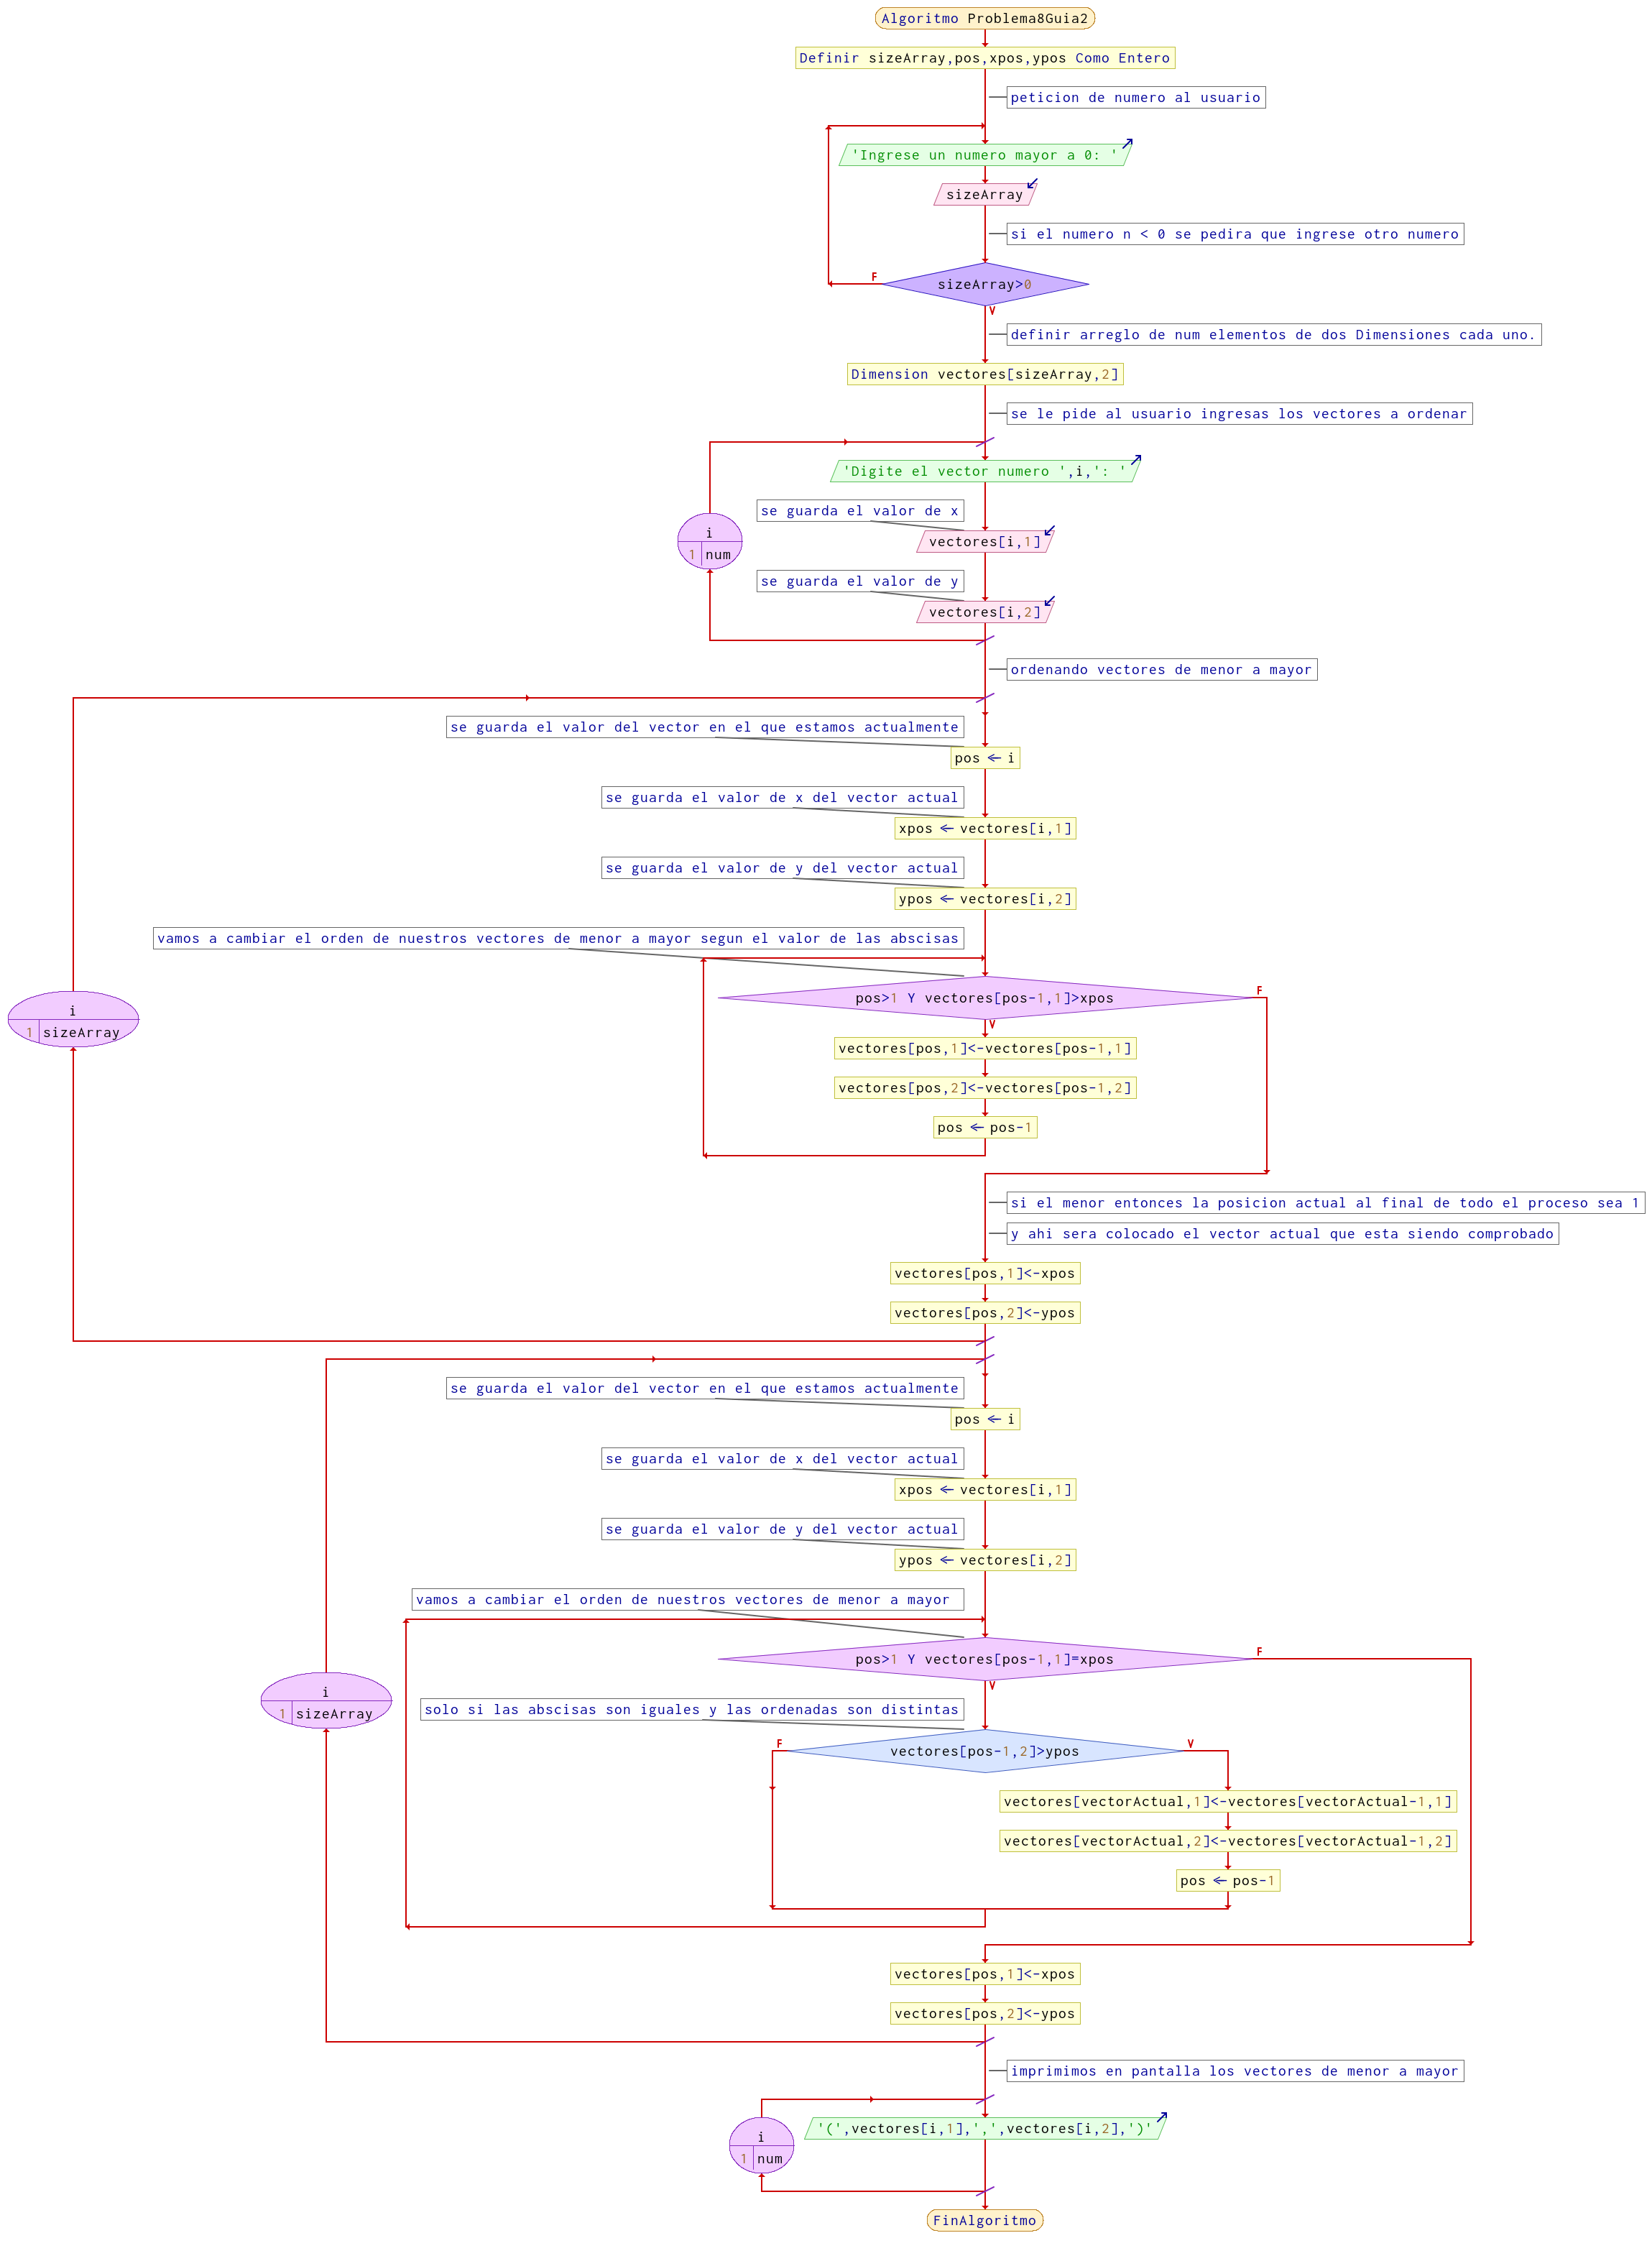 Algoritmo Problema8Guia2
Definir sizeArray,pos,xpos,ypos Como Entero
peticion de numero al usuario
'Ingrese un numero mayor a 0: '
sizeArray
si el numero n < 0 se pedira que ingrese otro numero
sizeArray>0
F
V
definir arreglo de num elementos de dos Dimensiones cada uno.
Dimension vectores[sizeArray,2]
se le pide al usuario ingresas los vectores a ordenar
'Digite el vector numero ',i,': '
se guarda el valor de x
vectores[i,1]
i
1 num
se guarda el valor de y
vectores[i,2]
ordenando vectores de menor a mayor
se guarda el valor del vector en el que estamos actualmente
pos ← i
se guarda el valor de x del vector actual
xpos ← vectores[i,1]
se guarda el valor de y del vector actual
ypos ← vectores[i,2]
vamos a cambiar el orden de nuestros vectores de menor a mayor segun el valor de las abscisas
pos>1 Y vectores[pos-1,1]>xpos
F
i
1 sizeArray
V
vectores[pos,1]<-vectores[pos-1,1]
vectores[pos,2]<-vectores[pos-1,2]
pos ← pos-1
si el menor entonces la posicion actual al final de todo el proceso sea 1
y ahi sera colocado el vector actual que esta siendo comprobado
vectores[pos,1]<-xpos
vectores[pos,2]<-ypos
se guarda el valor del vector en el que estamos actualmente
pos ← i
se guarda el valor de x del vector actual
xpos ← vectores[i,1]
se guarda el valor de y del vector actual
ypos ← vectores[i,2]
vamos a cambiar el orden de nuestros vectores de menor a mayor
pos>1 Y vectores[pos-1,1]=xpos
F
V
i
1 sizeArray
solo si las abscisas son iguales y las ordenadas son distintas
vectores[pos-1,2]>ypos
F
V
vectores[vectorActual,1]<-vectores[vectorActual-1,1]
vectores[vectorActual,2]<-vectores[vectorActual-1,2]
pos ← pos-1
vectores[pos,1]<-xpos
vectores[pos,2]<-ypos
imprimimos en pantalla los vectores de menor a mayor
'(',vectores[i,1],',',vectores[i,2],')'
i
1 num
FinAlgoritmo